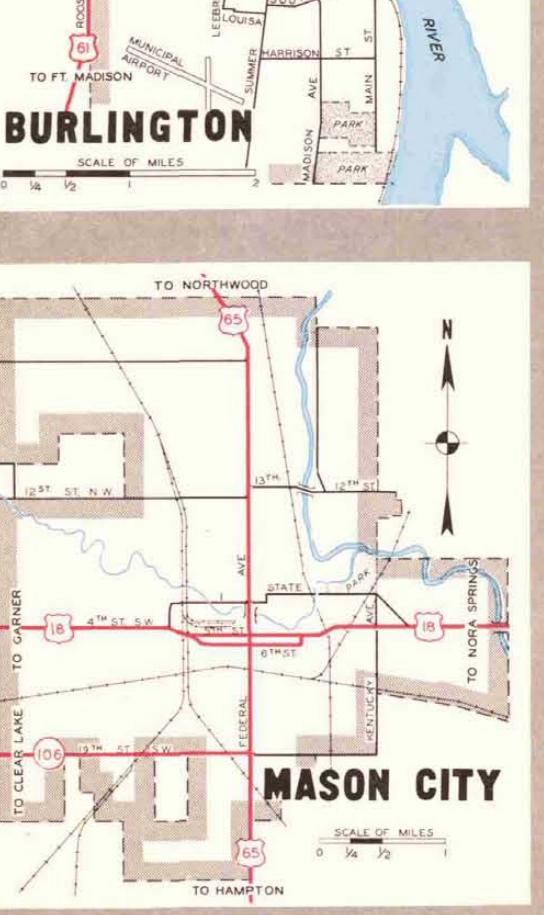 ROOS
LEEBR
LOUISA
61
MUNICIPAL
AIRPORT
SUMMER
HARRISON ST
ST
MAIN
AVE
MADISON
RIVER
TO FT. MADISON
PARK
PARK
BURLINGTON
SCALE OF MILES
0 1/4 1/2 1 2
TO NORTHWOOD
65
N
13TH
12TH ST
12ST. ST. N.W.
AVE
STATE
PARK
TO GARNER
18
4TH ST. S.W.
5TH ST.
6TH ST.
AVE
18
TO NORA SPRINGS
TO CLEAR LAKE
106
19TH ST. S.W.
FEDERAL
KENTUCKY
MASON CITY
SCALE OF MILES
0 1/4 1/2 1
65
TO HAMPTON